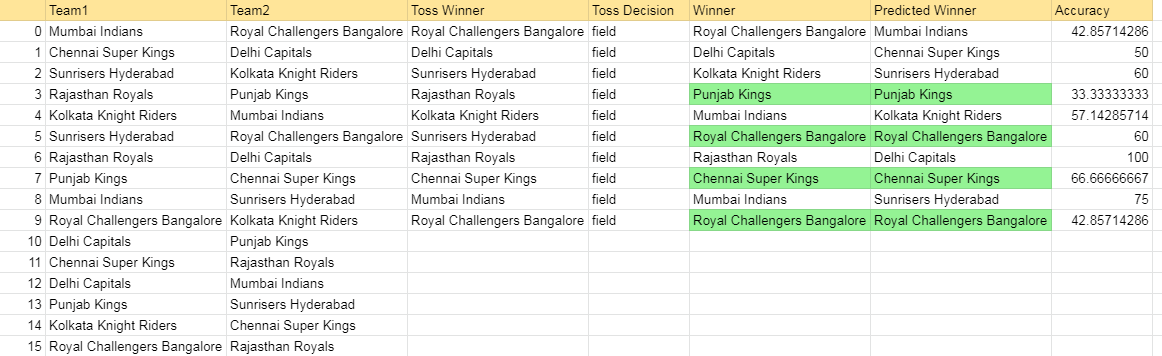 Team1 Team2 Toss Winner Toss Decision Winner Predicted Winner Accuracy
0 Mumbai Indians Royal Challengers Bangalore Royal Challengers Bangalore field Royal Challengers Bangalore Mumbai Indians 42.85714286
1 Chennai Super Kings Delhi Capitals Delhi Capitals field Delhi Capitals Chennai Super Kings 50
2 Sunrisers Hyderabad Kolkata Knight Riders Sunrisers Hyderabad field Kolkata Knight Riders Sunrisers Hyderabad 60
3 Rajasthan Royals Punjab Kings Rajasthan Royals field Punjab Kings Punjab Kings 33.33333333
4 Kolkata Knight Riders Mumbai Indians Kolkata Knight Riders field Mumbai Indians Kolkata Knight Riders 57.14285714
5 Sunrisers Hyderabad Royal Challengers Bangalore Sunrisers Hyderabad field Royal Challengers Bangalore Royal Challengers Bangalore 60
6 Rajasthan Royals Delhi Capitals Rajasthan Royals field Rajasthan Royals Delhi Capitals 100
7 Punjab Kings Chennai Super Kings Chennai Super Kings field Chennai Super Kings Chennai Super Kings 66.66666667
8 Mumbai Indians Sunrisers Hyderabad Mumbai Indians field Mumbai Indians Sunrisers Hyderabad 75
9 Royal Challengers Bangalore Kolkata Knight Riders Royal Challengers Bangalore field Royal Challengers Bangalore Royal Challengers Bangalore 42.85714286
10 Delhi Capitals Punjab Kings
11 Chennai Super Kings Rajasthan Royals
12 Delhi Capitals Mumbai Indians
13 Punjab Kings Sunrisers Hyderabad
14 Kolkata Knight Riders Chennai Super Kings
15 Royal Challengers Bangalore Rajasthan Royals